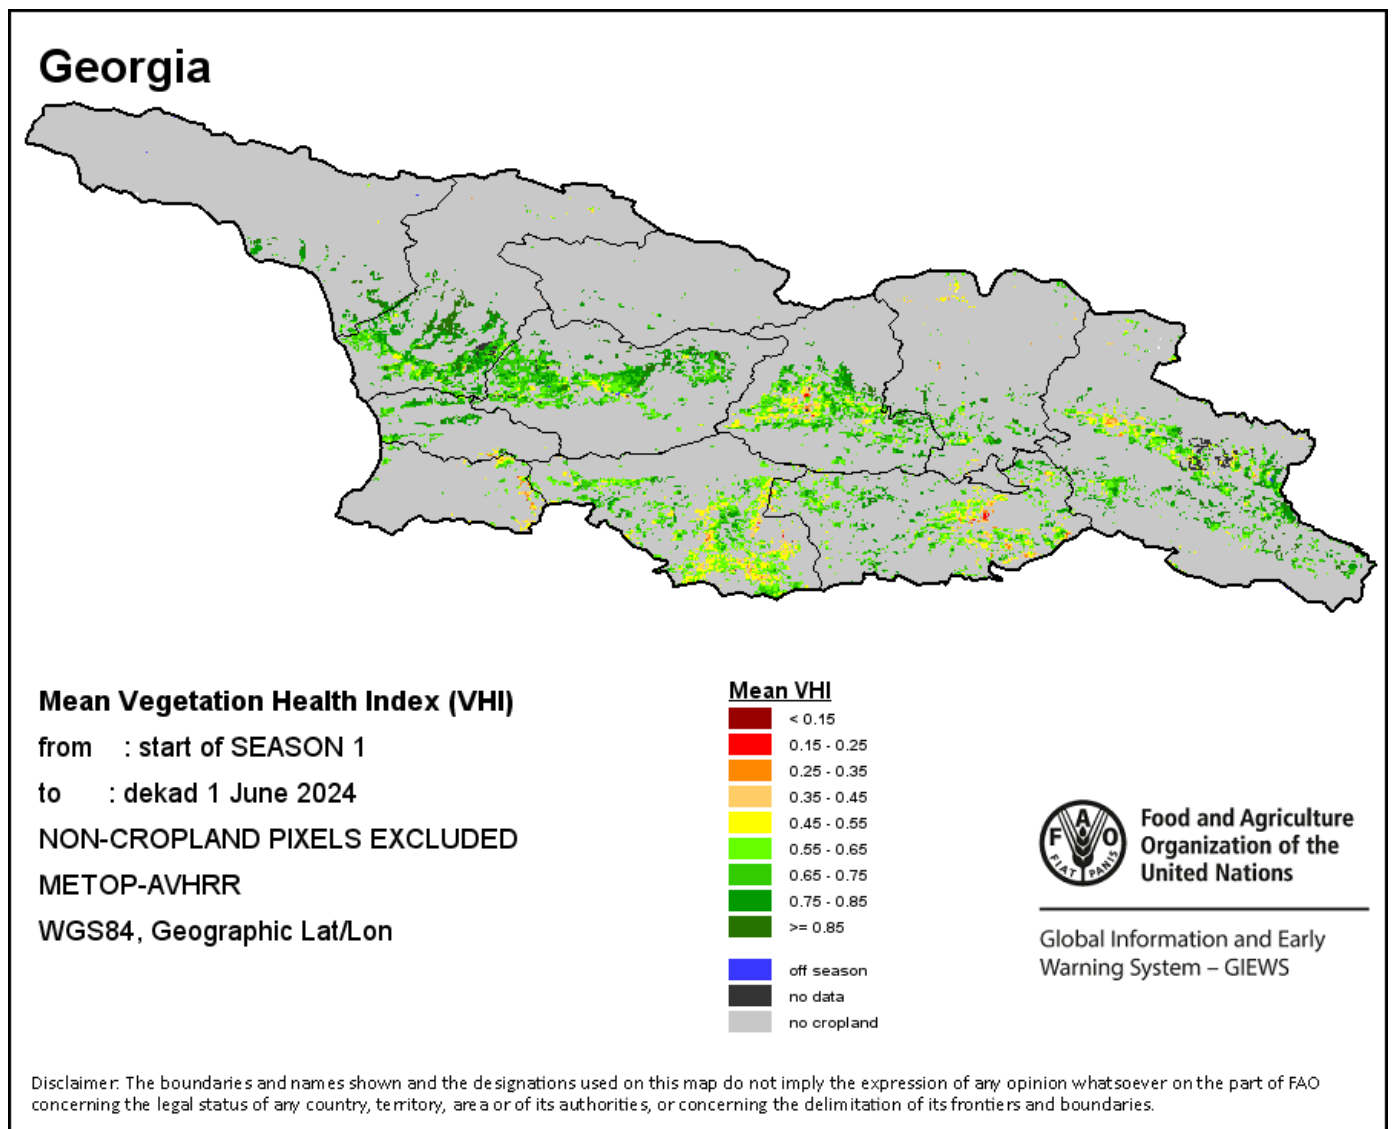 Georgia
Mean Vegetation Health Index (VHI)
from : start of SEASON 1
to : dekad 1 June 2024
NON-CROPLAND PIXELS EXCLUDED
METOP-AVHRR
WGS84, Geographic Lat/Lon
Mean VHI
< 0.15
0.15 - 0.25
0.25 - 0.35
0.35 - 0.45
0.45 - 0.55
0.55 - 0.65
0.65 - 0.75
0.75 - 0.85
>= 0.85
off season
no data
no cropland
F A O
FIAT PANIS
Food and Agriculture
Organization of the
United Nations
Global Information and Early
Warning System – GIEWS
Disclaimer: The boundaries and names shown and the designations used on this map do not imply the expression of any opinion whatsoever on the part of FAO
concerning the legal status of any country, territory, area or of its authorities, or concerning the delimitation of its frontiers and boundaries.